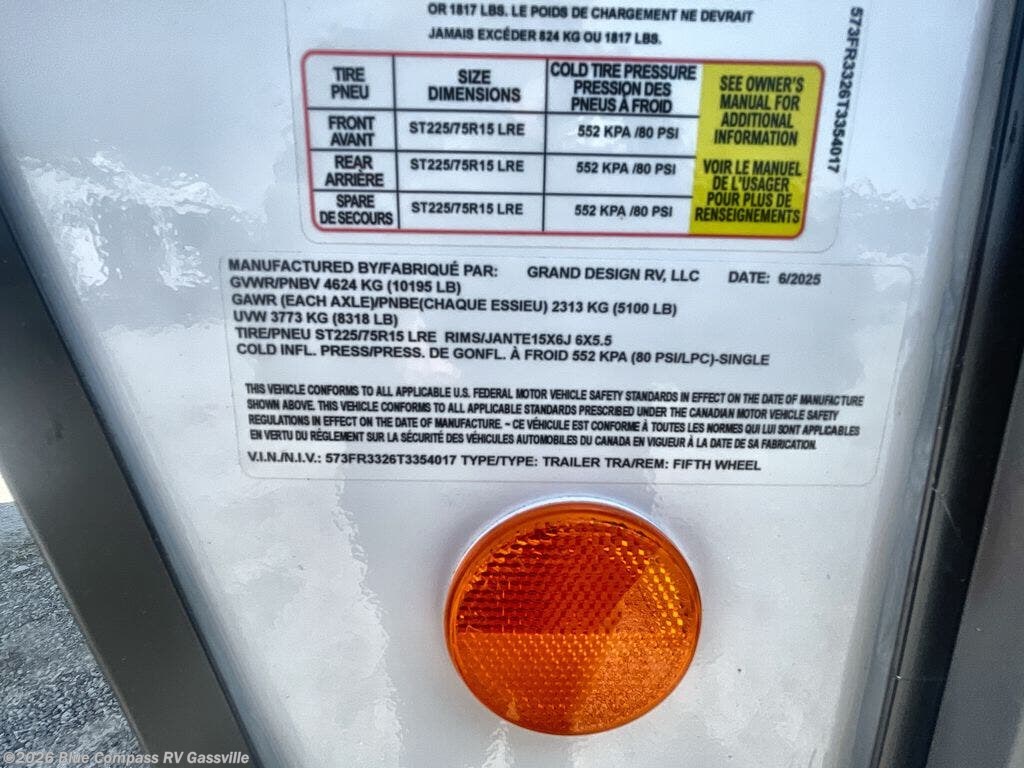 OR 1817 LBS. LE POIDS DE CHARGEMENT NE DEVRAIT
JAMAIS EXCÉDER 824 KG OU 1817 LBS.
573FR3326T3354017
TIRE
PNEU
SIZE
DIMENSIONS
COLD TIRE PRESSURE
PRESSION DES
PNEUS À FROID
FRONT
AVANT
ST225/75R15 LRE
552 KPA /80 PSI
REAR
ARRIÈRE
ST225/75R15 LRE
552 KPA /80 PSI
SPARE
DE SECOURS
ST225/75R15 LRE
552 KPA /80 PSI
SEE OWNER'S
MANUAL FOR
ADDITIONAL
INFORMATION
VOIR LE MANUEL
DE L'USAGER
POUR PLUS DE
RENSEIGNEMENTS
MANUFACTURED BY/FABRIQUÉ PAR: GRAND DESIGN RV, LLC DATE: 6/2025
GVWR/PNBV 4624 KG (10195 LB)
GAWR (EACH AXLE)/PNBE(CHAQUE ESSIEU) 2313 KG (5100 LB)
UVW 3773 KG (8318 LB)
TIRE/PNEU ST225/75R15 LRE RIMS/JANTE15X6J 6X5.5
COLD INFL. PRESS/PRESS. DE GONFL. À FROID 552 KPA (80 PSI/LPC)-SINGLE
THIS VEHICLE CONFORMS TO ALL APPLICABLE U.S. FEDERAL MOTOR VEHICLE SAFETY STANDARDS IN EFFECT ON THE DATE OF MANUFACTURE
SHOWN ABOVE. THIS VEHICLE CONFORMS TO ALL APPLICABLE STANDARDS PRESCRIBED UNDER THE CANADIAN MOTOR VEHICLE SAFETY
REGULATIONS IN EFFECT ON THE DATE OF MANUFACTURE. - CE VÉHICULE EST CONFORME À TOUTES LES NORMES QUI LUI SONT APPLICABLES
EN VERTU DU RÉGLEMENT SUR LA SÉCURITÉ DES VÉHICULES AUTOMOBILES DU CANADA EN VIGUEUR À LA DATE DE SA FABRICATION.
V.I.N./N.I.V.: 573FR3326T3354017 TYPE/TYPE: TRAILER TRA/REM: FIFTH WHEEL
©2026 Blue Compass RV Gassville